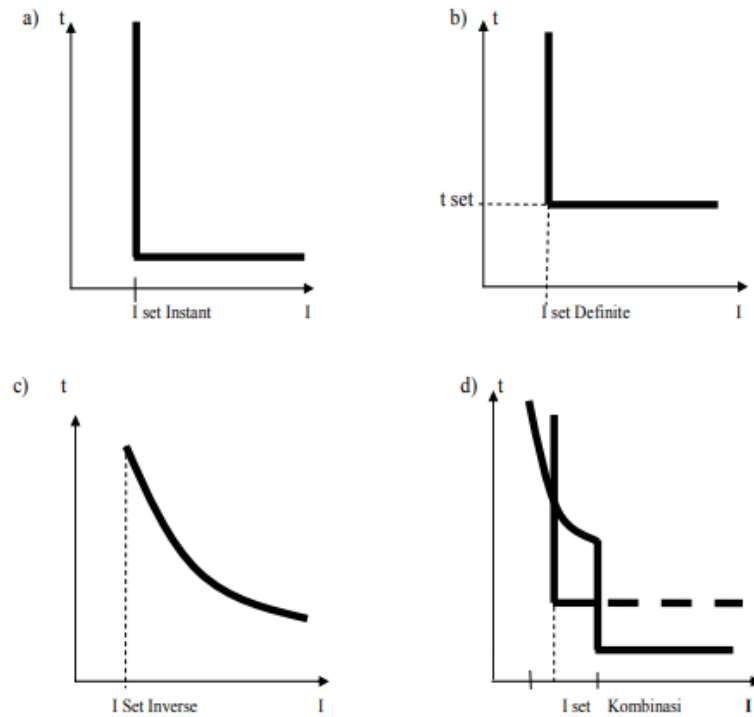 a) t
I set Instant I
b) t
t set
I set Definite I
c) t
I Set Inverse I
d) t
I set Kombinasi I